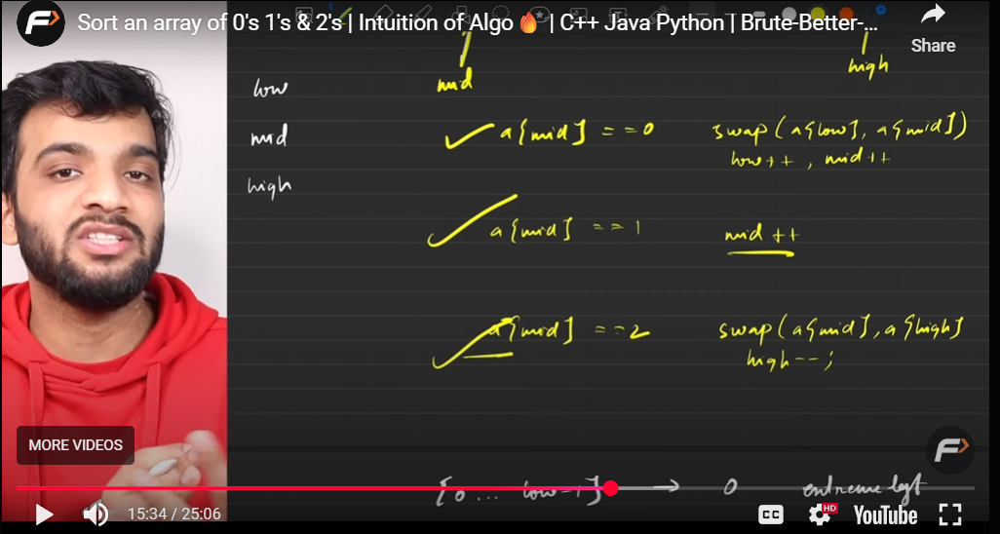 Sort an array of 0's 1's & 2's | Intuition of Algo🔥 | C++ Java Python | Brute-Better-...
Share
mid
high
low
mid
high
a[mid] == 0 swap(a[low], a[mid])
low++, mid++
a[mid] == 1 mid++
a[mid] == 2 swap(a[mid], a[high]
high--;
MORE VIDEOS
[0... low-1] → 0 extreme left
15:34 / 25:06
CC
HD
YouTube